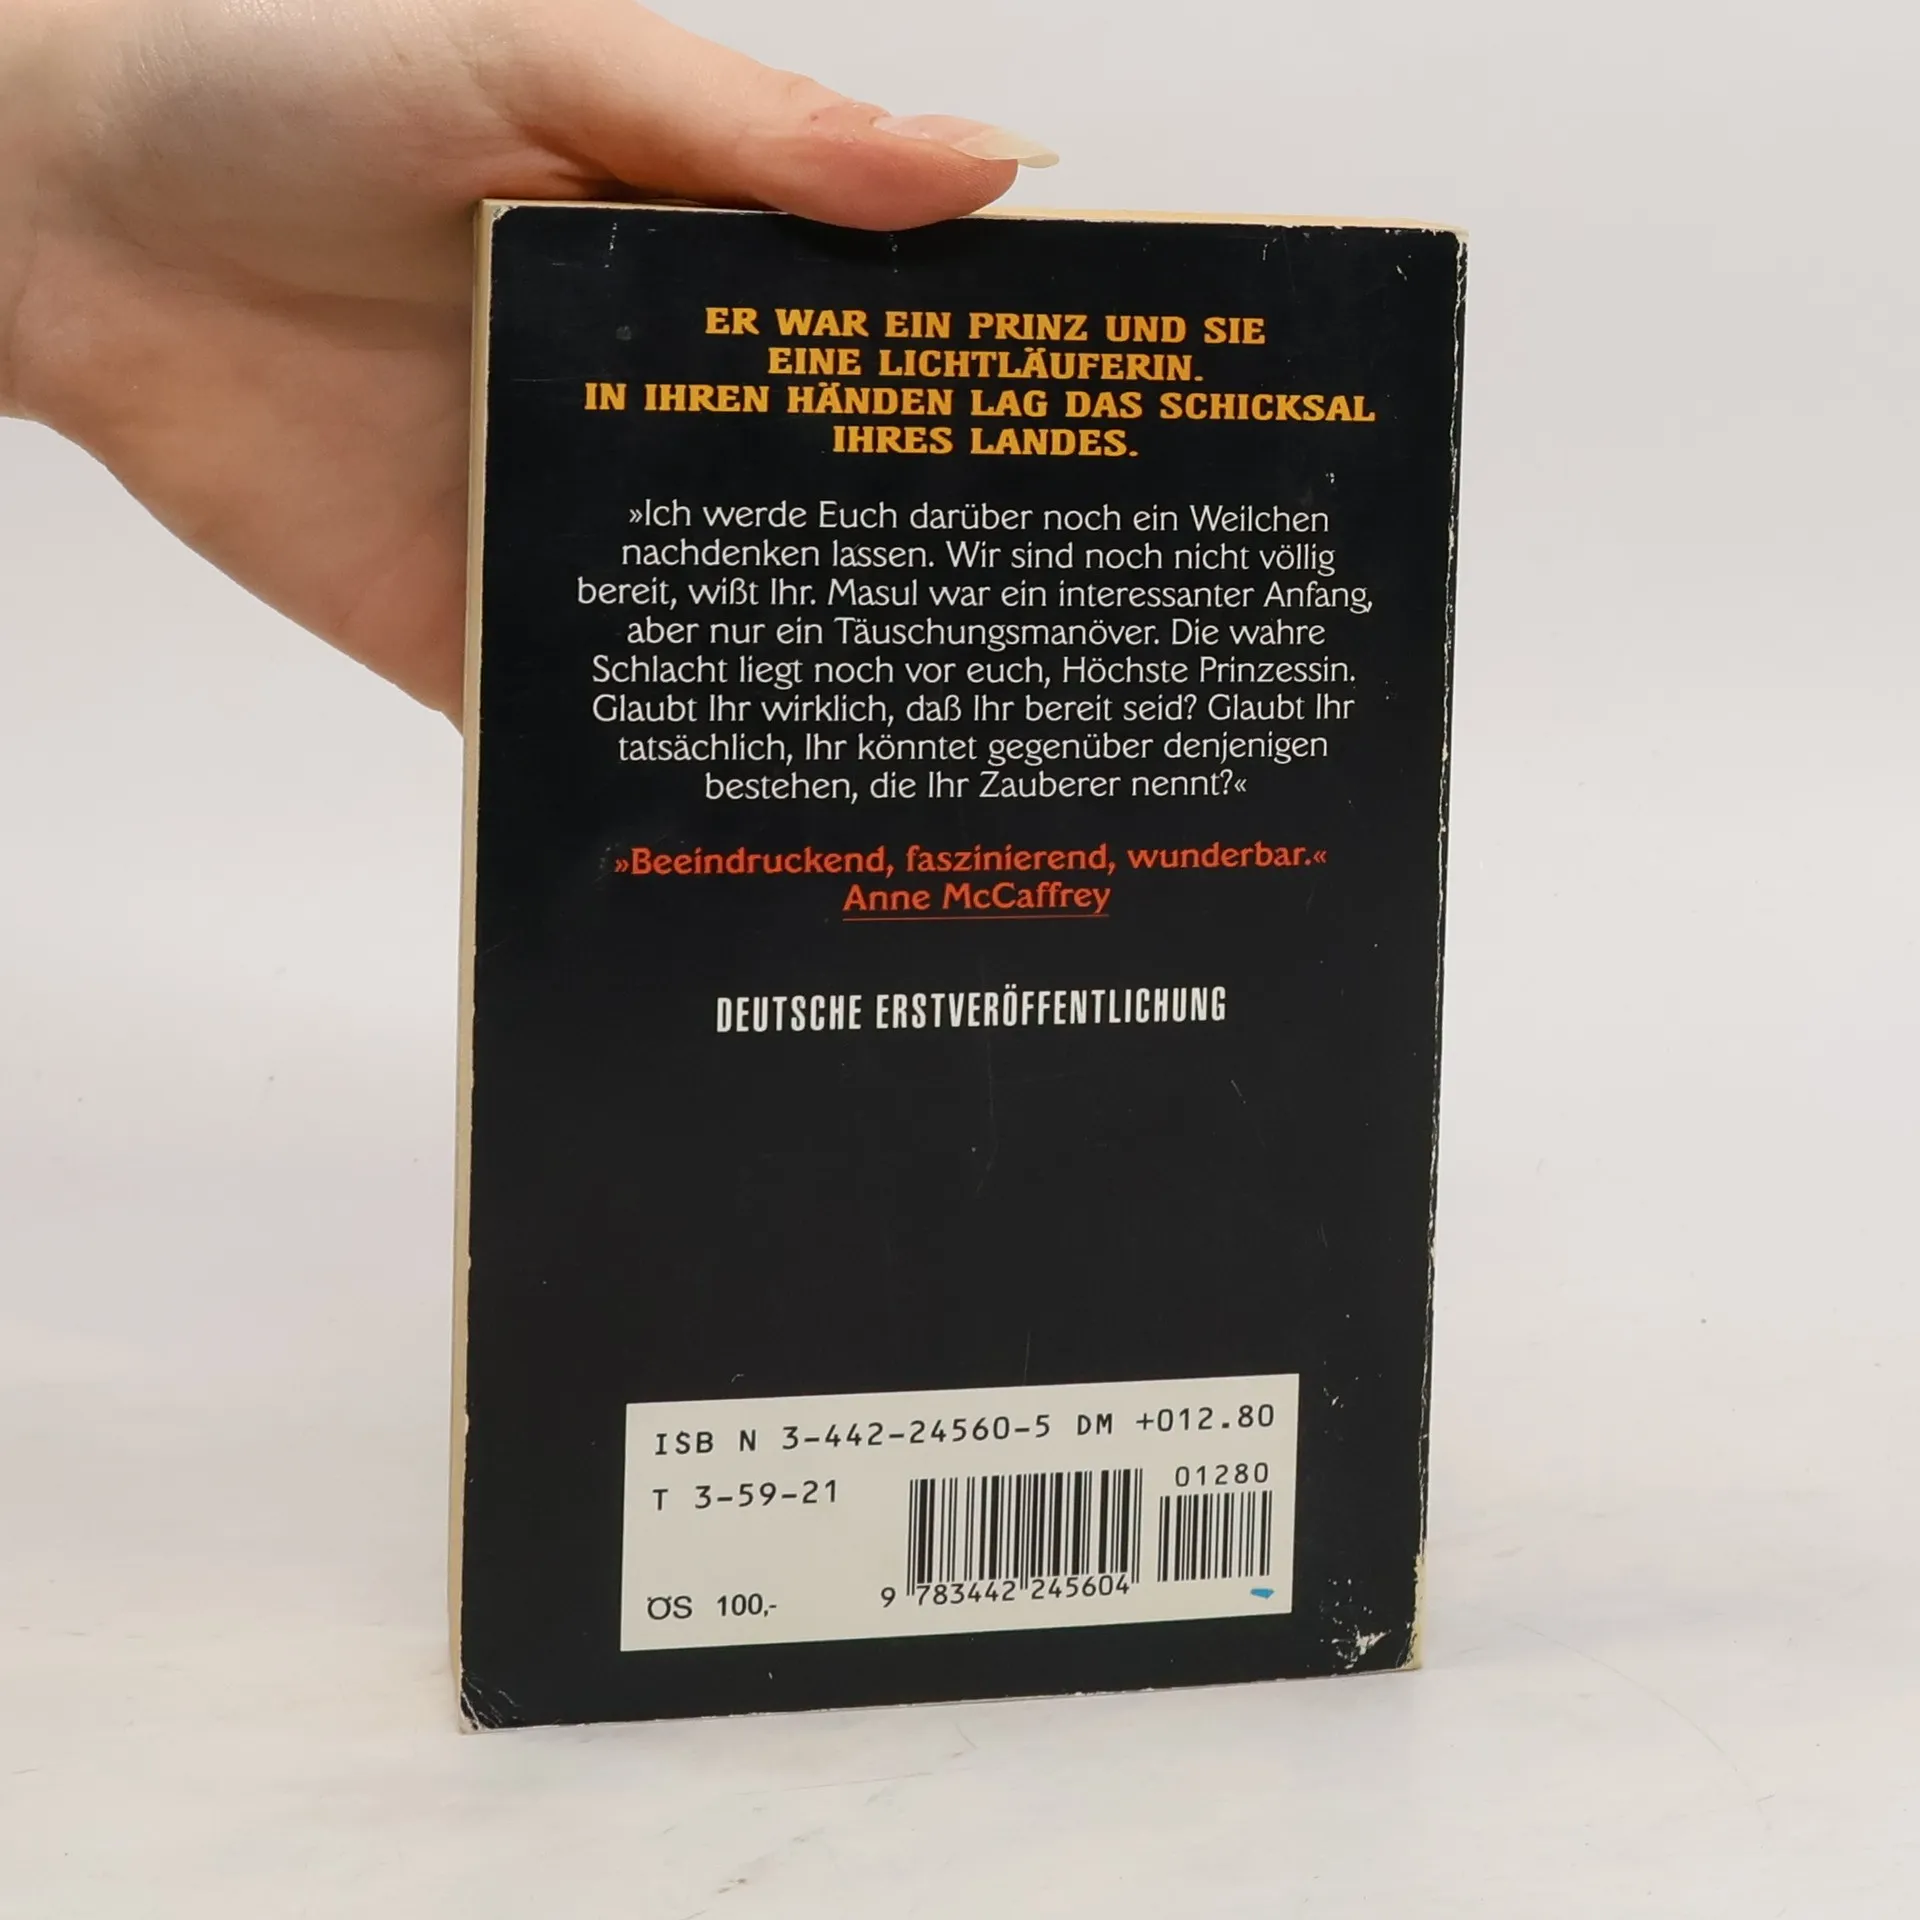 ER WAR EIN PRINZ UND SIE
EINE LICHTLÄUFERIN.
IN IHREN HÄNDEN LAG DAS SCHICKSAL
IHRES LANDES.
»Ich werde Euch darüber noch ein Weilchen
nachdenken lassen. Wir sind noch nicht völlig
bereit, wißt Ihr. Masul war ein interessanter Anfang,
aber nur ein Täuschungsmanöver. Die wahre
Schlacht liegt noch vor euch, Höchste Prinzessin.
Glaubt Ihr wirklich, daß Ihr bereit seid? Glaubt Ihr
tatsächlich, Ihr könntet gegenüber denjenigen
bestehen, die Ihr Zauberer nennt?«
»Beeindruckend, faszinierend, wunderbar.«
Anne McCaffrey
DEUTSCHE ERSTVERÖFFENTLICHUNG
ISB N 3-442-24560-5 DM +012.80
T 3-59-21
01280
ÖS 100,-
9 783442 245604